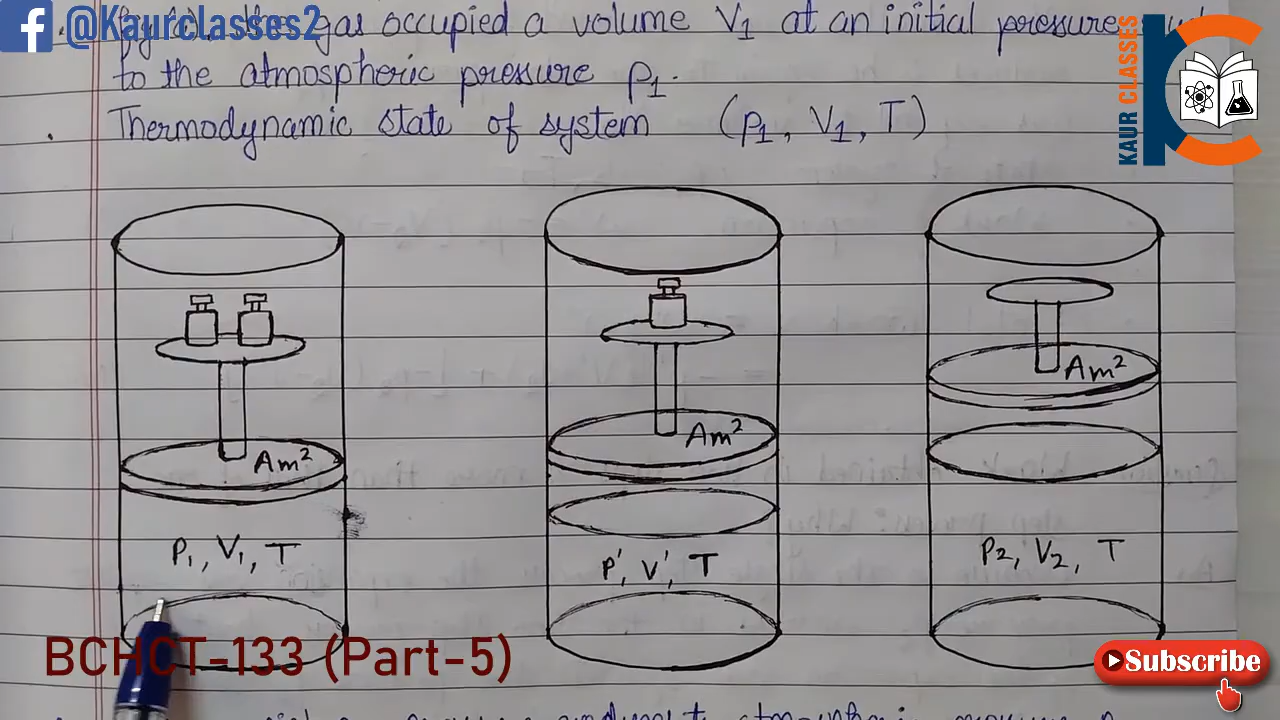 @Kaurclasses2
gas occupied a volume V1 at an initial pressure
to the atmospheric pressure P1.
. Thermodynamic state of system (P1, V1, T)
KAUR CLASSES
Am²
Am²
Am²
P1, V1, T
P', V', T
P2, V2, T
BCHCT-133 (Part-5)
Subscribe